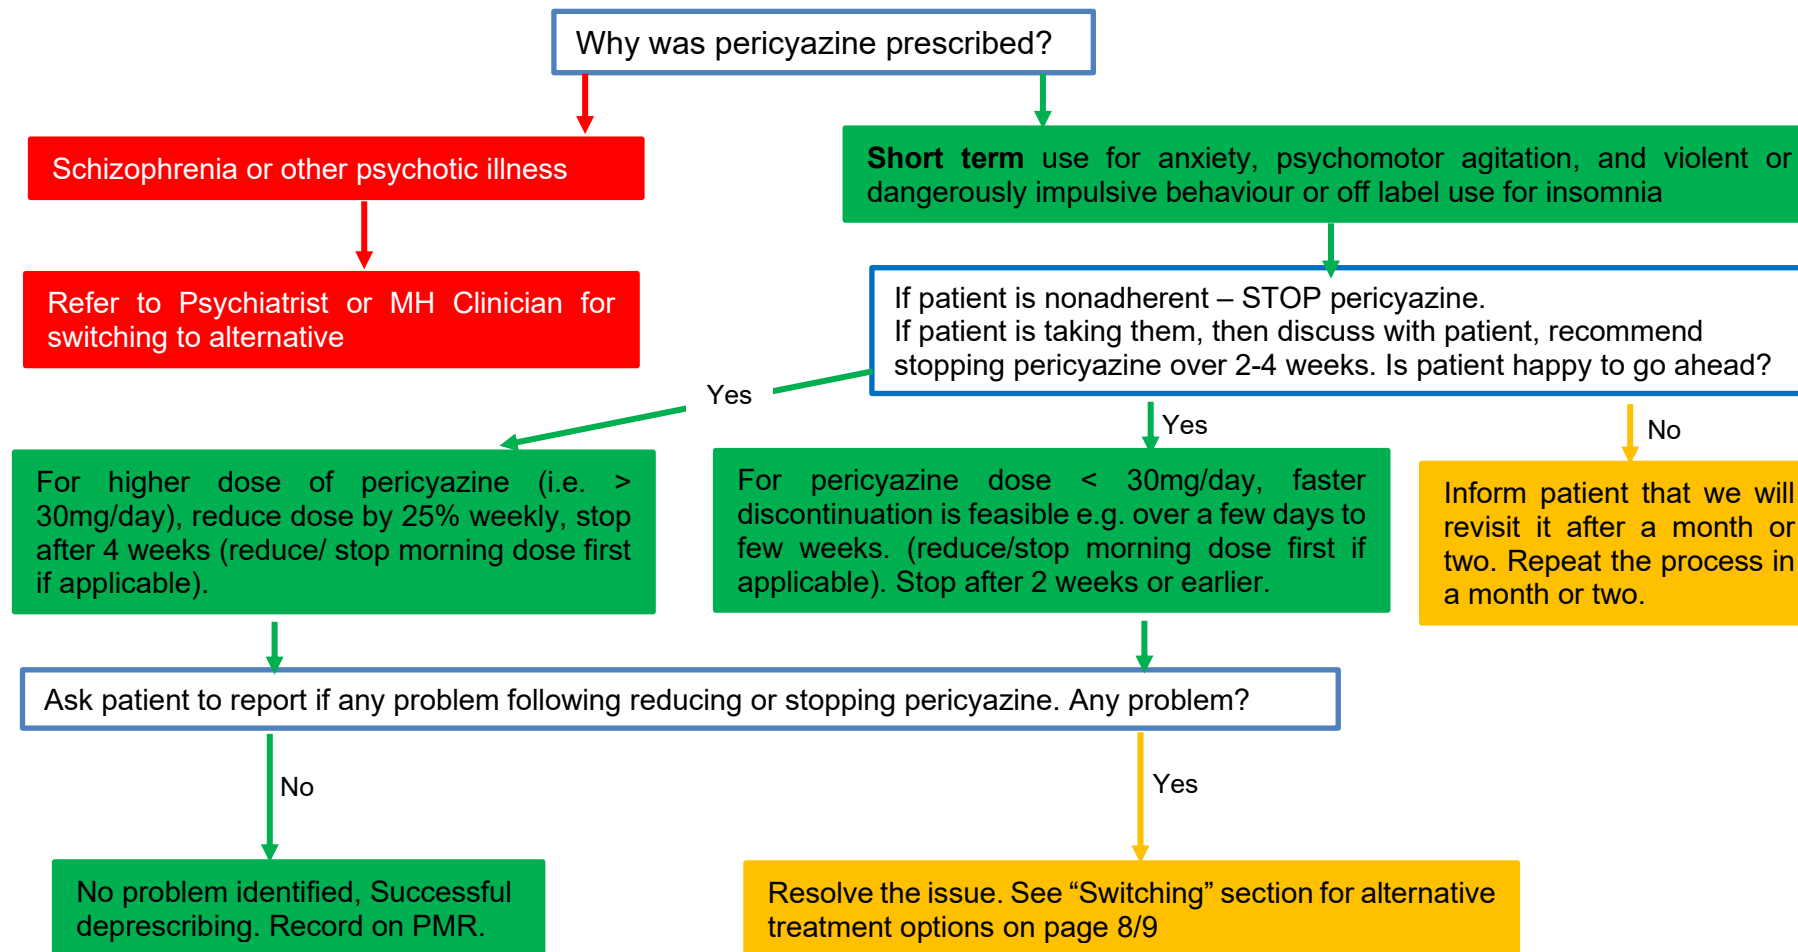 Why was pericyazine prescribed?
Schizophrenia or other psychotic illness
Short term use for anxiety, psychomotor agitation, and violent or
dangerously impulsive behaviour or off label use for insomnia
Refer to Psychiatrist or MH Clinician for
switching to alternative
If patient is nonadherent – STOP pericyazine.
If patient is taking them, then discuss with patient, recommend
stopping pericyazine over 2-4 weeks. Is patient happy to go ahead?
Yes
Yes
No
For higher dose of pericyazine (i.e. >
30mg/day), reduce dose by 25% weekly, stop
after 4 weeks (reduce/ stop morning dose first
if applicable).
For pericyazine dose < 30mg/day, faster
discontinuation is feasible e.g. over a few days to
few weeks. (reduce/stop morning dose first if
applicable). Stop after 2 weeks or earlier.
Inform patient that we will
revisit it after a month or
two. Repeat the process in
a month or two.
Ask patient to report if any problem following reducing or stopping pericyazine. Any problem?
No
Yes
No problem identified, Successful
deprescribing. Record on PMR.
Resolve the issue. See “Switching” section for alternative
treatment options on page 8/9